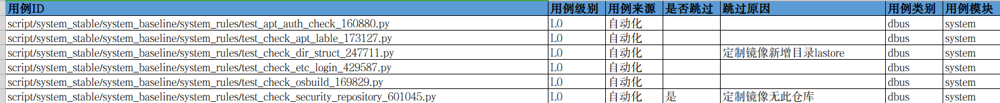 用例ID 用例级别 用例来源 是否跳过 跳过原因 用例类别 用例模块
script/system_stable/system_baseline/system_rules/test_apt_auth_check_160880.py L0 自动化 dbus system
script/system_stable/system_baseline/system_rules/test_check_apt_lable_173127.py L0 自动化 dbus system
script/system_stable/system_baseline/system_rules/test_check_dir_struct_247711.py L0 自动化 定制镜像新增目录lastore dbus system
script/system_stable/system_baseline/system_rules/test_check_etc_login_429587.py L0 自动化 dbus system
script/system_stable/system_baseline/system_rules/test_check_osbuild_169829.py L0 自动化 dbus system
script/system_stable/system_baseline/system_rules/test_check_security_repository_601045.py L0 自动化 是 定制镜像无此仓库 dbus system